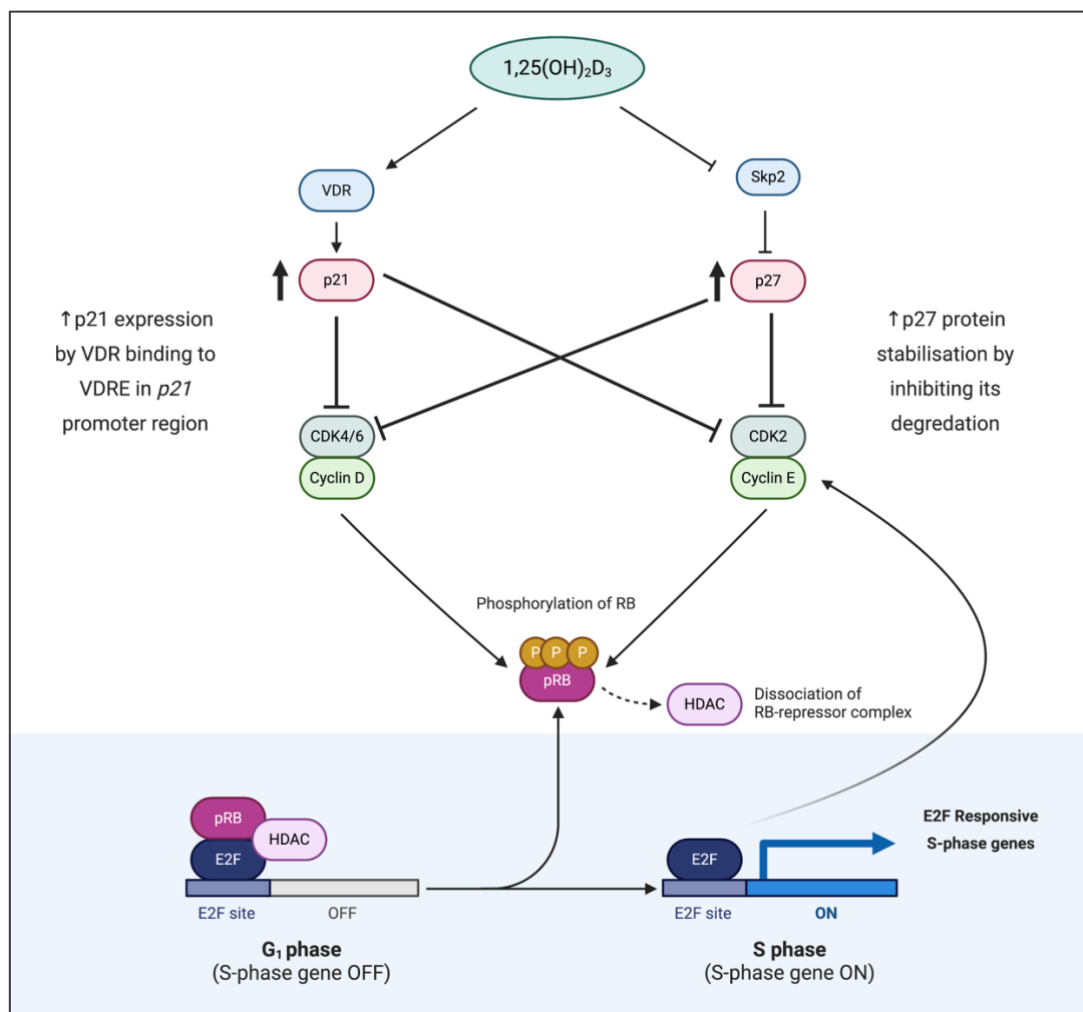 1,25(OH)₂D₃
VDR
Skp2
p21
p27
↑p21 expression
by VDR binding to
VDRE in p21
promoter region
↑p27 protein
stabilisation by
inhibiting its
degredation
CDK4/6
Cyclin D
CDK2
Cyclin E
Phosphorylation of RB
P P P
pRB
HDAC
Dissociation of
RB-repressor complex
pRB
HDAC
E2F
E2F site
OFF
G₁ phase
(S-phase gene OFF)
E2F Responsive
S-phase genes
E2F
E2F site
ON
S phase
(S-phase gene ON)